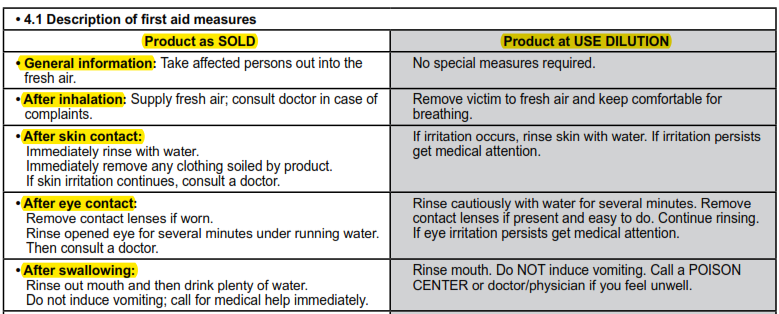 • 4.1 Description of first aid measures
Product as SOLD
Product at USE DILUTION
• General information: Take affected persons out into the
fresh air.
No special measures required.
• After inhalation: Supply fresh air; consult doctor in case of
complaints.
Remove victim to fresh air and keep comfortable for
breathing.
• After skin contact:
Immediately rinse with water.
Immediately remove any clothing soiled by product.
If skin irritation continues, consult a doctor.
If irritation occurs, rinse skin with water. If irritation persists
get medical attention.
• After eye contact:
Remove contact lenses if worn.
Rinse opened eye for several minutes under running water.
Then consult a doctor.
Rinse cautiously with water for several minutes. Remove
contact lenses if present and easy to do. Continue rinsing.
If eye irritation persists get medical attention.
• After swallowing:
Rinse out mouth and then drink plenty of water.
Do not induce vomiting; call for medical help immediately.
Rinse mouth. Do NOT induce vomiting. Call a POISON
CENTER or doctor/physician if you feel unwell.